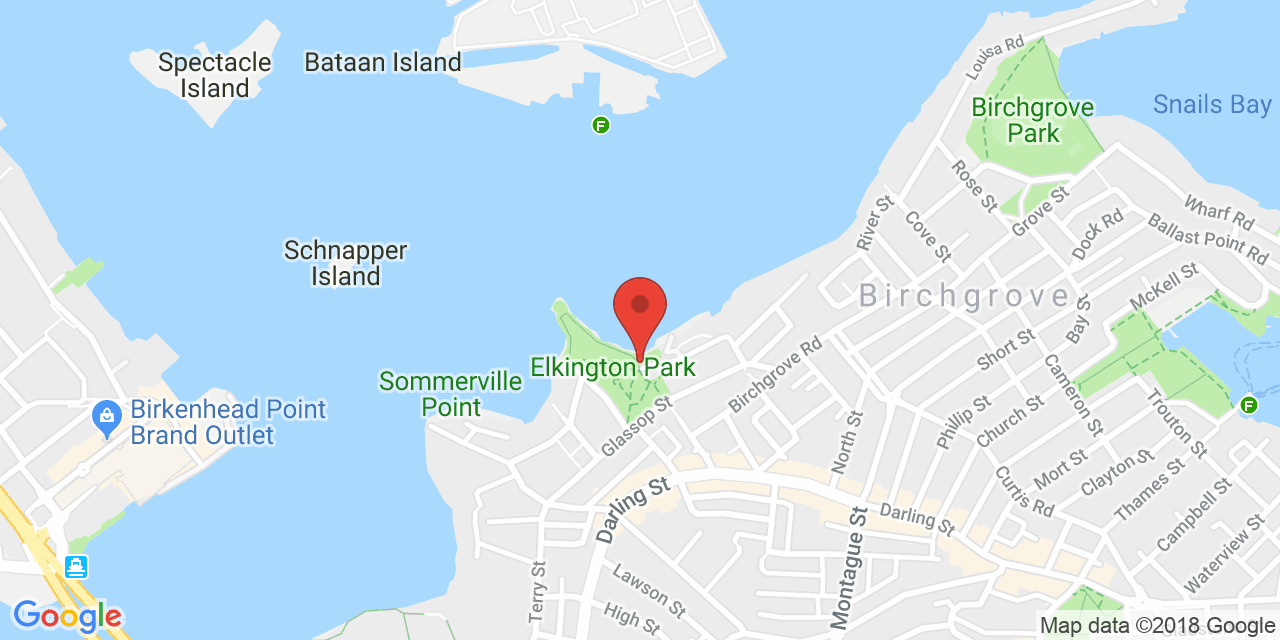 Spectacle
Island
Bataan Island
F
Louisa Rd
Birchgrove
Park
Snails Bay
Rose St
Grove St
Wharf Rd
River St
Cove St
Dock Rd
Ballast Point Rd
Schnapper
Island
McKell St
Birchgrove
Bay St
Short St
Elkington Park
Birchgrove Rd
Cameron St
Sommerville
Point
Trouton St
F
Birkenhead Point
Brand Outlet
Glassop St
North St
Phillip St
Church St
Mort St
Clayton St
Thames St
Campbell St
Curtis Rd
Darling St
Darling St
Montague St
Waterview St
Terry St
Lawson St
High St
Google
Map data ©2018 Google